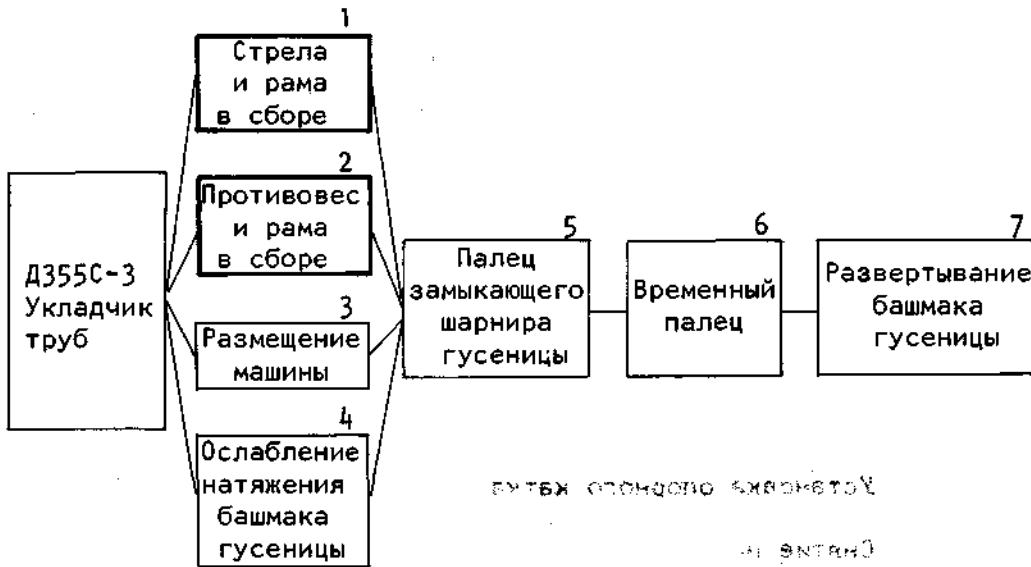 1
Стрела
и рама
в сборе
2
Противовес
и рама
в сборе
Д355С-3
Укладчик
труб
3
Размещение
машины
4
Ослабление
натяжения
башмака
гусеницы
5
Палец
замыкающего
шарнира
гусеницы
6
Временный
палец
7
Развертывание
башмака
гусеницы
Установка опорного катка
Снятие